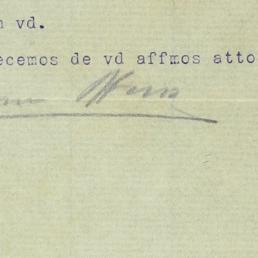 n vd.
ecemos de vd affmos atto